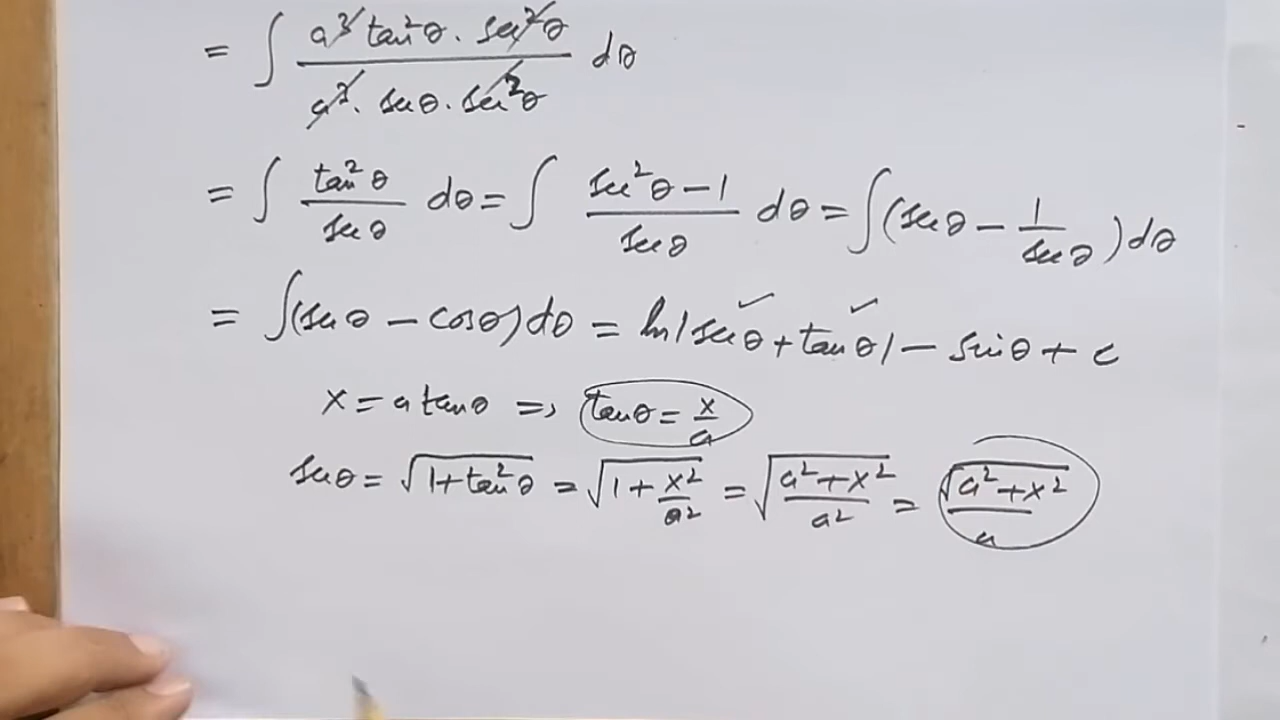 = ∫ a³ tan²θ · sec²θ / a³ · secθ · sec²θ dθ
= ∫ tan²θ / secθ dθ = ∫ sec²θ − 1 / secθ dθ = ∫(secθ − 1/secθ)dθ
= ∫(secθ − cosθ)dθ = ln|secθ + tanθ| − sinθ + c
x = a tanθ => tanθ = x/a
secθ = √(1+tan²θ) = √(1 + x²/a²) = √((a²+x²)/a²) = √(a²+x²)/a